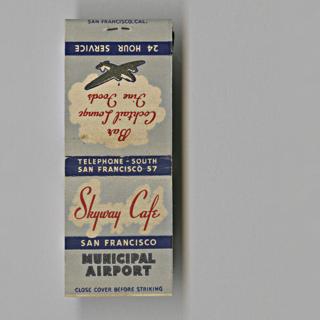 SAN FRANCISCO, CAL.
24 HOUR SERVICE
Bar
Cocktail Lounge
Fine Foods
TELEPHONE - SOUTH
SAN FRANCISCO 57
Skyway Cafe
SAN FRANCISCO
MUNICIPAL
AIRPORT
CLOSE COVER BEFORE STRIKING